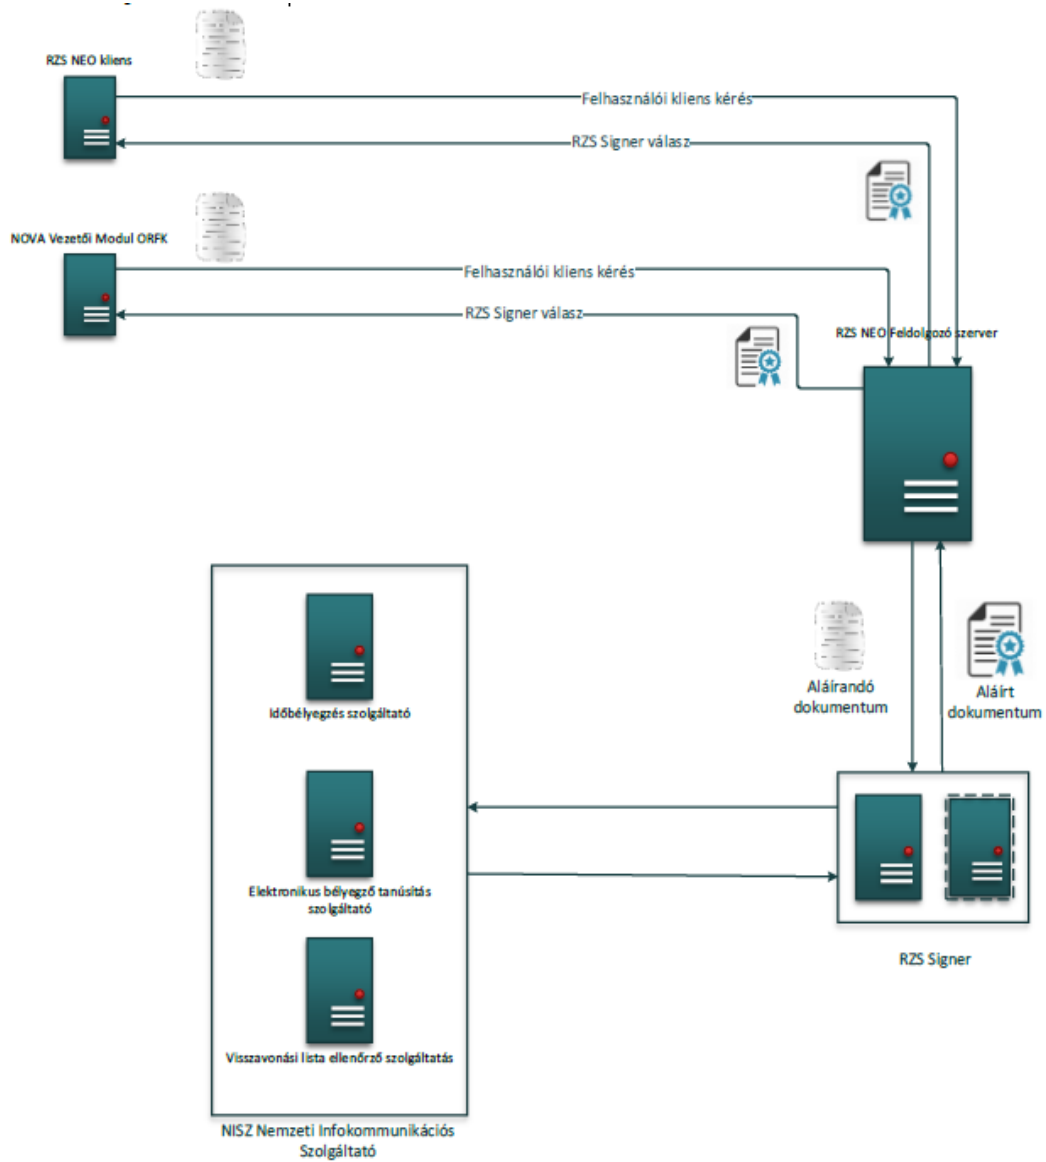 RZS NEO kliens
Felhasználói kliens kérés
RZS Signer válasz
NOVA Vezetői Modul ORFK
Felhasználói kliens kérés
RZS Signer válasz
RZS NEO Feldolgozó szerver
Aláírandó
dokumentum
Aláírt
dokumentum
Időbélyegzés szolgáltató
Elektronikus bélyegző tanúsítás
szolgáltató
Visszavonási lista ellenőrző szolgáltatás
RZS Signer
NISZ Nemzeti Infokommunikációs
Szolgáltató